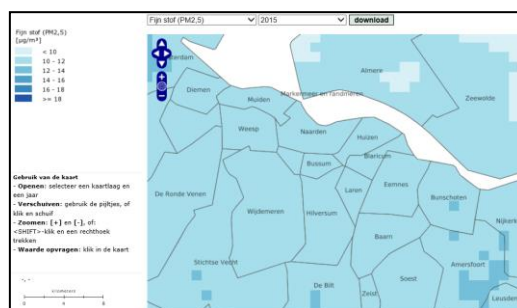 Fijn stof (PM2,5) 2015 download
Fijn stof (PM2,5)
[µg/m³]
< 10
10 - 12
12 - 14
14 - 16
16 - 18
>= 18
Gebruik van de kaart
- Openen: selecteer een kaartlaag en
een jaar
- Verschuiven: gebruik de pijltjes, of
klik en schuif
- Zoomen: [+] en [-], of:
<SHIFT>-klik en een rechthoek
trekken
- Waarde opvragen: klik in de kaart
Almere
Diemen
Muiden
Markermeer en randmeren
Zeewolde
Weesp
Naarden
Huizen
Bussum
Blaricum
De Ronde Venen
Laren
Eemnes
Bunschoten
Wijdemeren
Hilversum
Nijkerk
Baarn
Stichtse Vecht
Amersfoort
De Bilt
Soest
Zeist
Leusden